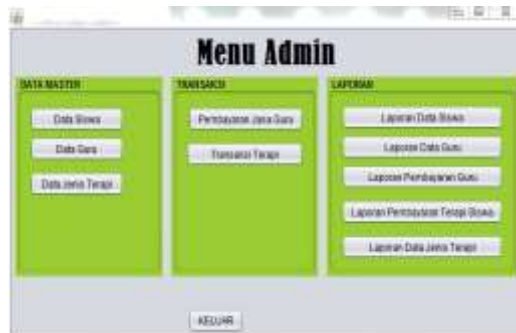 Menu Admin
DATA MASTER
Data Siswa
Data Guru
Data Jenis Terapi
TRANSAKSI
Pembayaran Jasa Guru
Transaksi Terapi
LAPORAN
Laporan Data Siswa
Laporan Data Guru
Laporan Pembayaran Guru
Laporan Pembayaran Terapi Siswa
Laporan Data Jenis Terapi
KELUAR